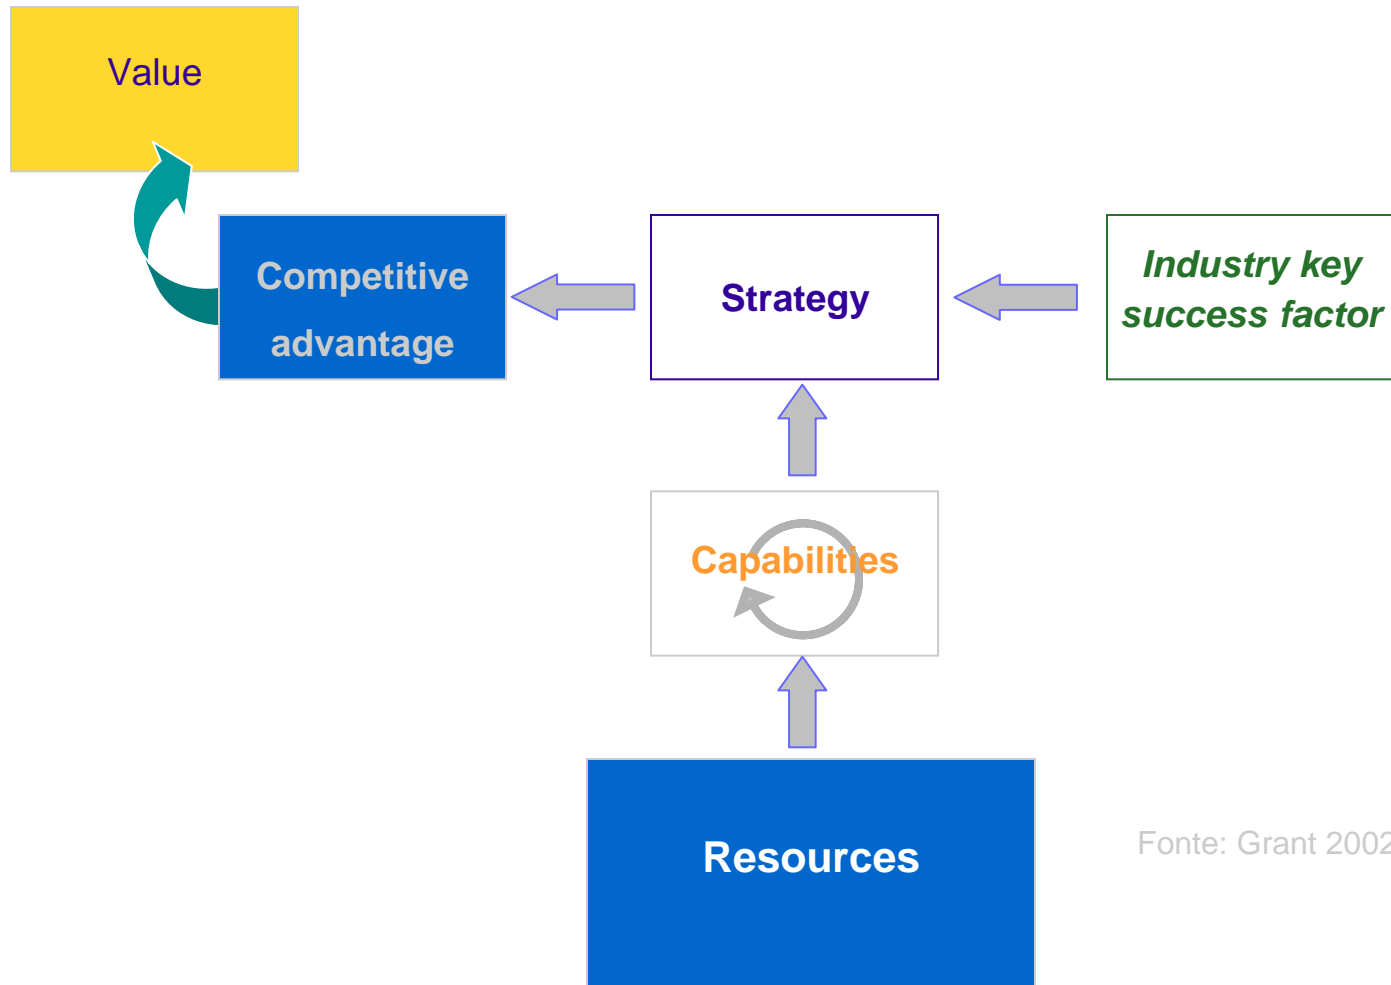 Value
Competitive
advantage
Strategy
Industry key
success factor
Capabilities
Resources
Fonte: Grant 2002